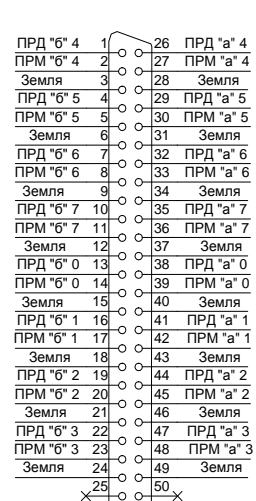 ПРД "б" 4 1 26 ПРД "а" 4
ПРМ "б" 4 2 27 ПРМ "а" 4
Земля 3 28 Земля
ПРД "б" 5 4 29 ПРД "а" 5
ПРМ "б" 5 5 30 ПРМ "а" 5
Земля 6 31 Земля
ПРД "б" 6 7 32 ПРД "а" 6
ПРМ "б" 6 8 33 ПРМ "а" 6
Земля 9 34 Земля
ПРД "б" 7 10 35 ПРД "а" 7
ПРМ "б" 7 11 36 ПРМ "а" 7
Земля 12 37 Земля
ПРД "б" 0 13 38 ПРД "а" 0
ПРМ "б" 0 14 39 ПРМ "а" 0
Земля 15 40 Земля
ПРД "б" 1 16 41 ПРД "а" 1
ПРМ "б" 1 17 42 ПРМ "а" 1
Земля 18 43 Земля
ПРД "б" 2 19 44 ПРД "а" 2
ПРМ "б" 2 20 45 ПРМ "а" 2
Земля 21 46 Земля
ПРД "б" 3 22 47 ПРД "а" 3
ПРМ "б" 3 23 48 ПРМ "а" 3
Земля 24 49 Земля
25 50